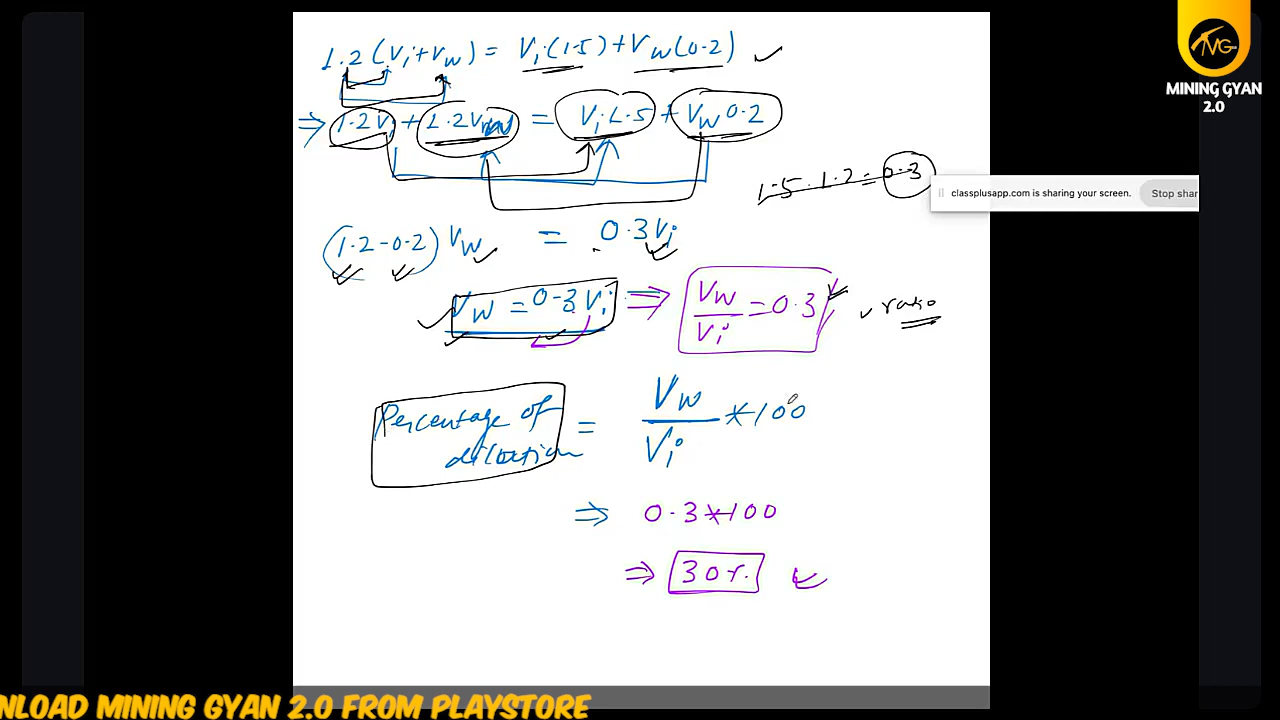 1.2 (Vi + Vw) = Vi (1.5) + Vw (0.2)
⇒ 1.2 Vi + 1.2 Vw = Vi 1.5 + Vw 0.2
1.5 - 1.2 = 0.3
(1.2 - 0.2) Vw = 0.3 Vi
Vw = 0.3 Vi ⇒ Vw / Vi = 0.3 ratio
Percentage of dilution = Vw / Vi * 100
⇒ 0.3 * 100
⇒ 30%
MINING GYAN
2.0
classplusapp.com is sharing your screen. Stop shar
NLOAD MINING GYAN 2.0 FROM PLAYSTORE